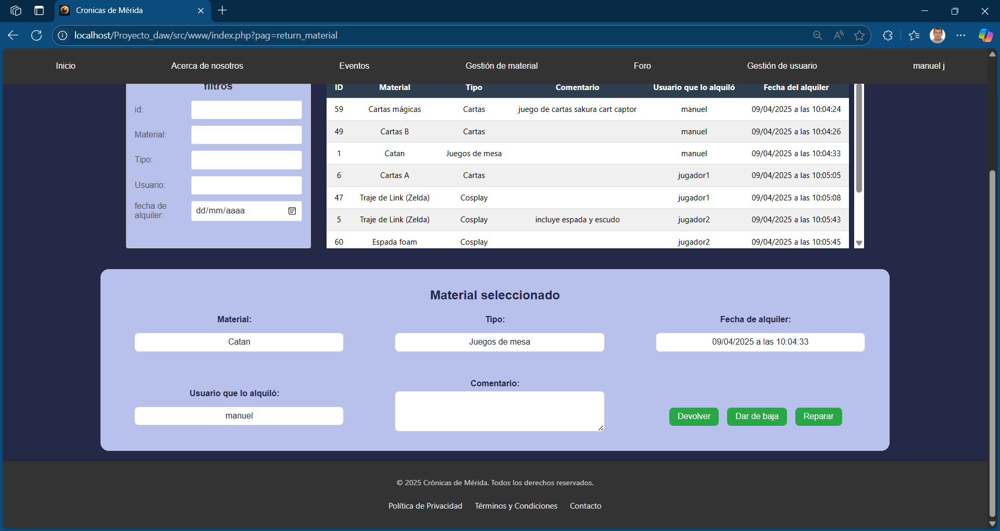 Cronicas de Mérida
localhost/Proyecto_daw/src/www/index.php?pag=return_material
Inicio Acerca de nosotros Eventos Gestión de material Foro Gestión de usuario manuel j
filtros
id:
Material:
Tipo:
Usuario:
fecha de
alquiler:
dd/mm/aaaa
ID Material Tipo Comentario Usuario que lo alquiló Fecha del alquiler
59 Cartas mágicas Cartas juego de cartas sakura cart captor manuel 09/04/2025 a las 10:04:24
49 Cartas B Cartas manuel 09/04/2025 a las 10:04:26
1 Catan Juegos de mesa manuel 09/04/2025 a las 10:04:33
6 Cartas A Cartas jugador1 09/04/2025 a las 10:05:05
47 Traje de Link (Zelda) Cosplay jugador1 09/04/2025 a las 10:05:08
5 Traje de Link (Zelda) Cosplay incluye espada y escudo jugador2 09/04/2025 a las 10:05:43
60 Espada foam Cosplay jugador2 09/04/2025 a las 10:05:45
Material seleccionado
Material: Tipo: Fecha de alquiler:
Catan Juegos de mesa 09/04/2025 a las 10:04:33
Usuario que lo alquiló: Comentario:
manuel
Devolver Dar de baja Reparar
© 2025 Crónicas de Mérida. Todos los derechos reservados.
Política de Privacidad Términos y Condiciones Contacto